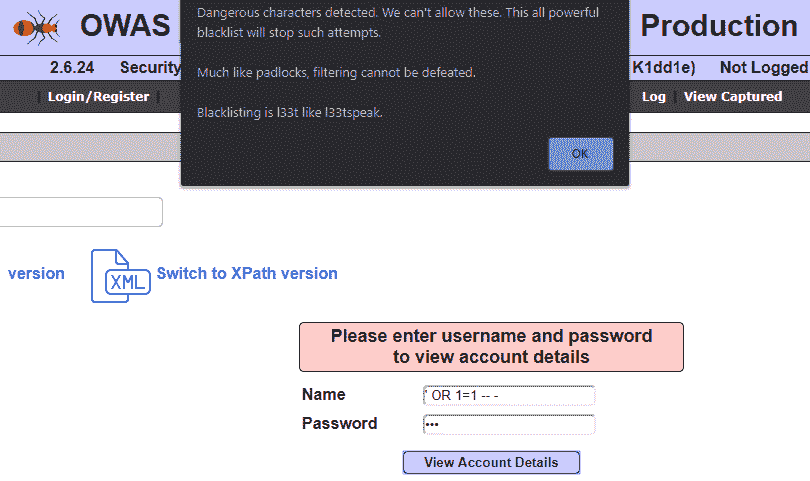 OWAS
Production
Dangerous characters detected. We can't allow these. This all powerful
blacklist will stop such attempts.
Much like padlocks, filtering cannot be defeated.
Blacklisting is l33t like l33tspeak.
OK
2.6.24 Security
K1dd1e) Not Logged
Login/Register |
Log | View Captured
version
XML
Switch to XPath version
Please enter username and password
to view account details
Name
' OR 1=1 -- -
Password
•••
View Account Details